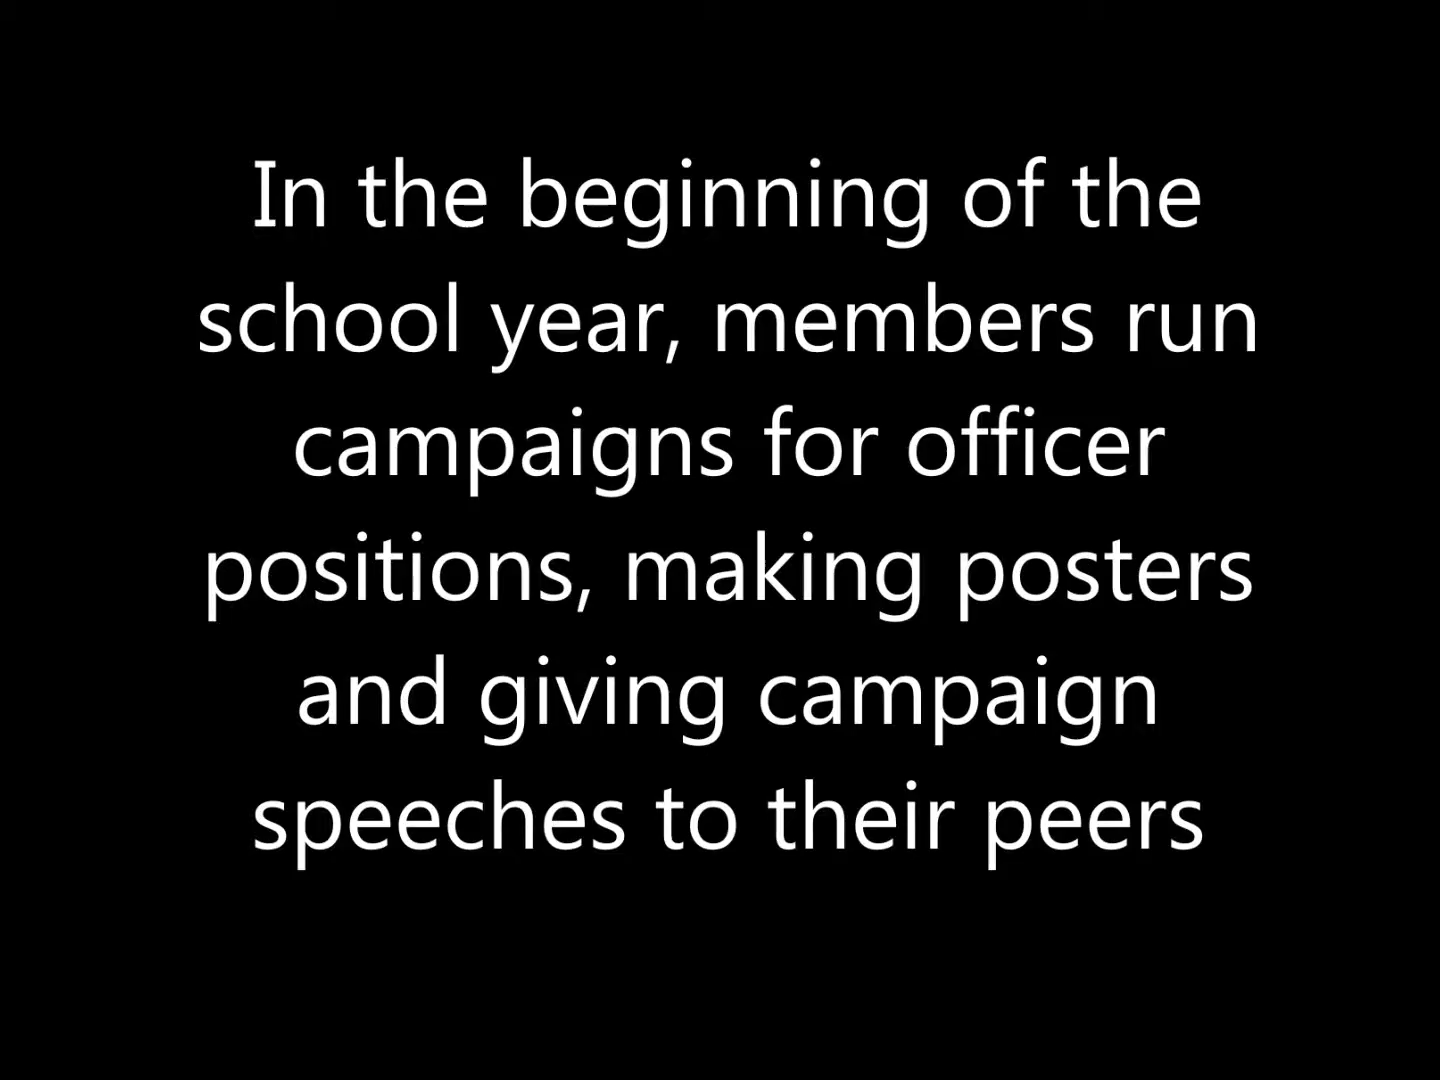 In the beginning of the
school year, members run
campaigns for officer
positions, making posters
and giving campaign
speeches to their peers